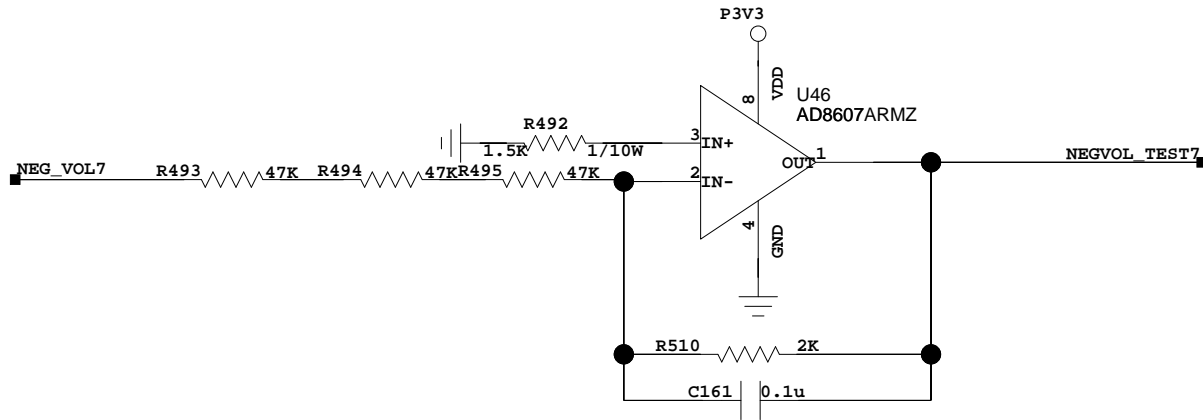 P3V3
8
VDD
U46
AD8607ARMZ
R492
1.5K
1/10W
3
IN+
OUT
1
NEGVOL_TEST7
NEG_VOL7
R493
47K
R494
47K
R495
47K
2
IN-
4
GND
R510
2K
C161
0.1u